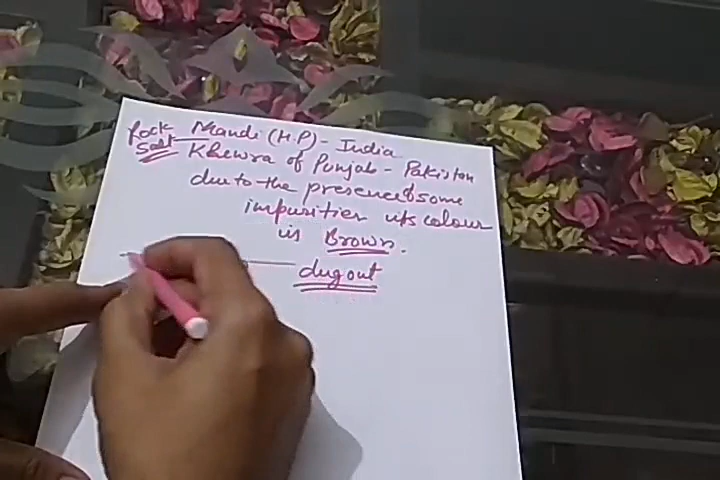 Rock Mandi (H.P) - India
Salt Khewra of Punjab - Pakistan
due to the presence of some
impurities its colour
is Brown.
dug out